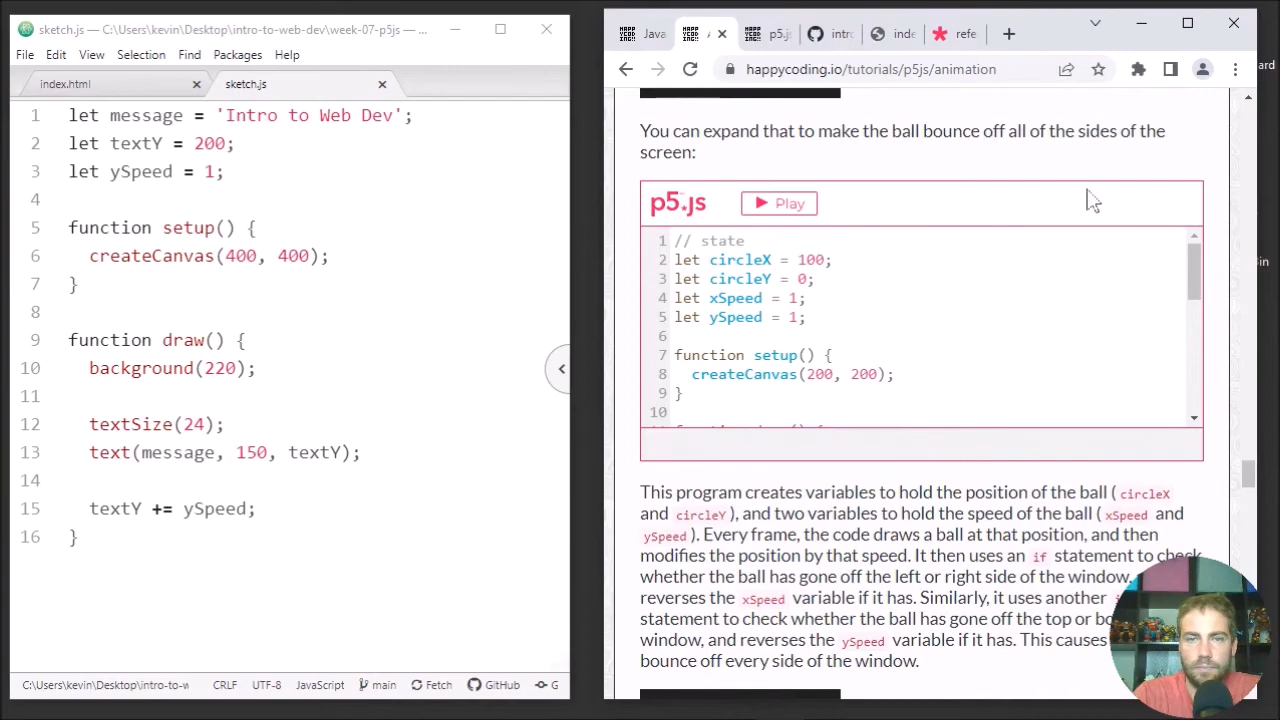 sketch.js — C:\Users\kevin\Desktop\intro-to-web-dev\week-07-p5js — ...
File Edit View Selection Find Packages Help
index.html sketch.js
1 let message = 'Intro to Web Dev';
2 let textY = 200;
3 let ySpeed = 1;
4
5 function setup() {
6 createCanvas(400, 400);
7 }
8
9 function draw() {
10 background(220);
11
12 textSize(24);
13 text(message, 150, textY);
14
15 textY += ySpeed;
16 }
C:\Users\kevin\Desktop\intro-to-w CRLF UTF-8 JavaScript main Fetch GitHub G
Java p5.js intro inde refe
happycoding.io/tutorials/p5js/animation
You can expand that to make the ball bounce off all of the sides of the
screen:
p5.js Play
1 // state
2 let circleX = 100;
3 let circleY = 0;
4 let xSpeed = 1;
5 let ySpeed = 1;
6
7 function setup() {
8 createCanvas(200, 200);
9 }
10
This program creates variables to hold the position of the ball ( circleX
and circleY ), and two variables to hold the speed of the ball ( xSpeed and
ySpeed ). Every frame, the code draws a ball at that position, and then
modifies the position by that speed. It then uses an if statement to check
whether the ball has gone off the left or right side of the window,
reverses the xSpeed variable if it has. Similarly, it uses another
statement to check whether the ball has gone off the top or bo
window, and reverses the ySpeed variable if it has. This causes
bounce off every side of the window.